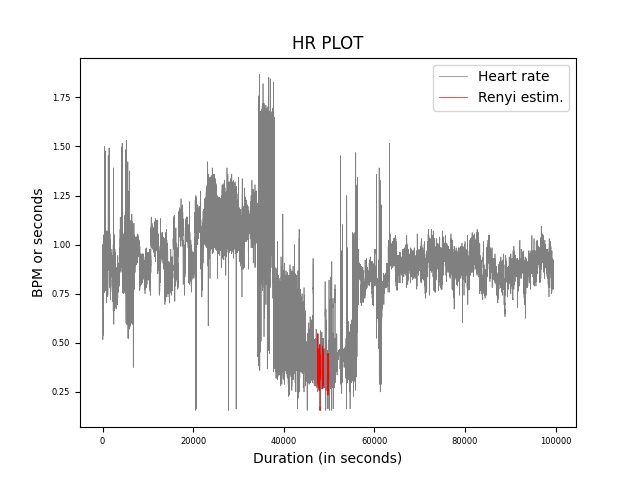 HR PLOT
Heart rate
Renyi estim.
BPM or seconds
1.75
1.50
1.25
1.00
0.75
0.50
0.25
0 20000 40000 60000 80000 100000
Duration (in seconds)